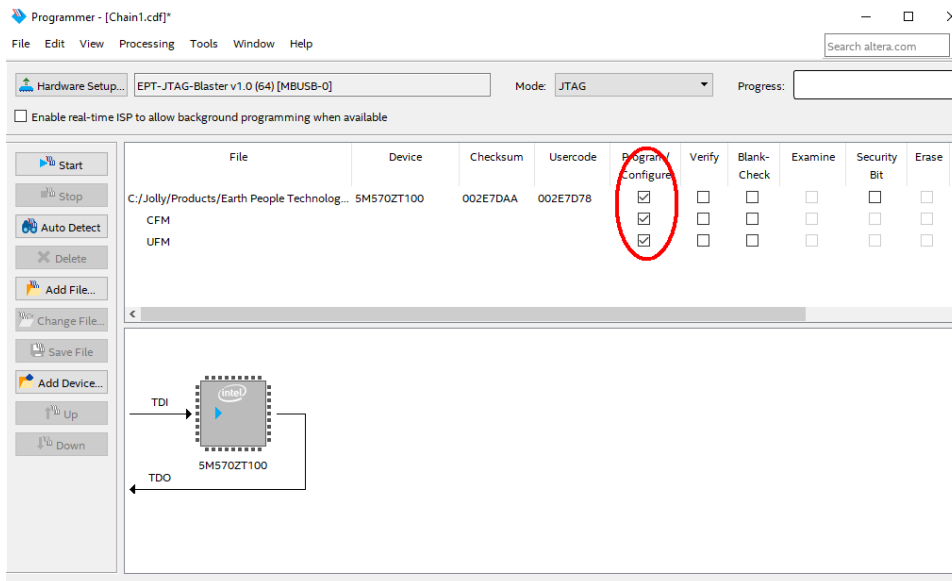 Programmer - [Chain1.cdf]*
File Edit View Processing Tools Window Help
Search altera.com
Hardware Setup... EPT-JTAG-Blaster v1.0 (64) [MBUSB-0] Mode: JTAG Progress:
Enable real-time ISP to allow background programming when available
File Device Checksum Usercode Program/ Configure Verify Blank- Check Examine Security Bit Erase
C:/Jolly/Products/Earth People Technolog... 5M570ZT100 002E7DAA 002E7D78
CFM
UFM
Start
Stop
Auto Detect
Delete
Add File...
Change File...
Save File
Add Device...
Up
Down
TDI
intel
5M570ZT100
TDO